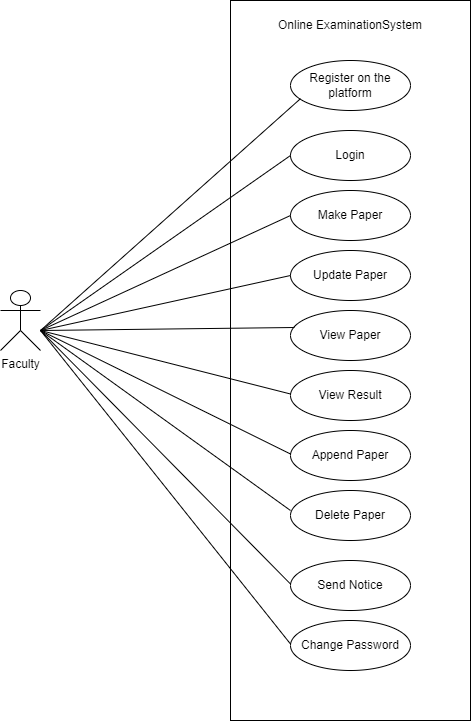 Online ExaminationSystem
Register on the
platform
Login
Make Paper
Update Paper
View Paper
Faculty
View Result
Append Paper
Delete Paper
Send Notice
Change Password